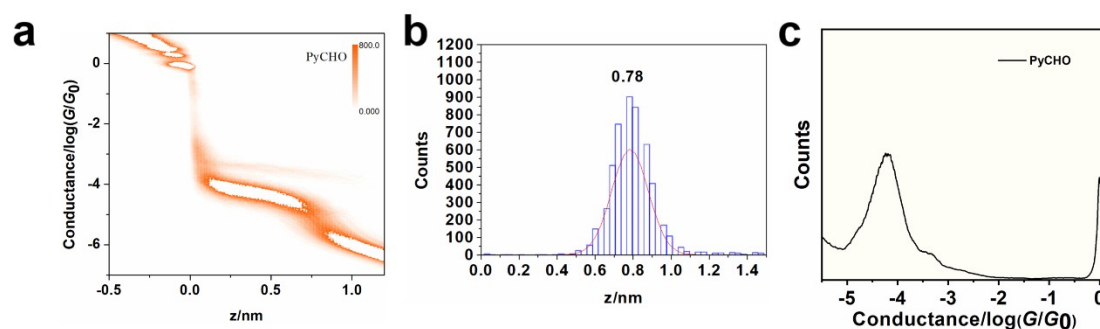 a
PyCHO
800.0
0.000
Conductance/log(G/G0)
0
-2
-4
-6
-0.5 0.0 0.5 1.0
z/nm
b
0.78
Counts
1200
1100
1000
900
800
700
600
500
400
300
200
100
0
0.0 0.2 0.4 0.6 0.8 1.0 1.2 1.4
z/nm
c
PyCHO
Counts
-5 -4 -3 -2 -1 0
Conductance/log(G/G0)